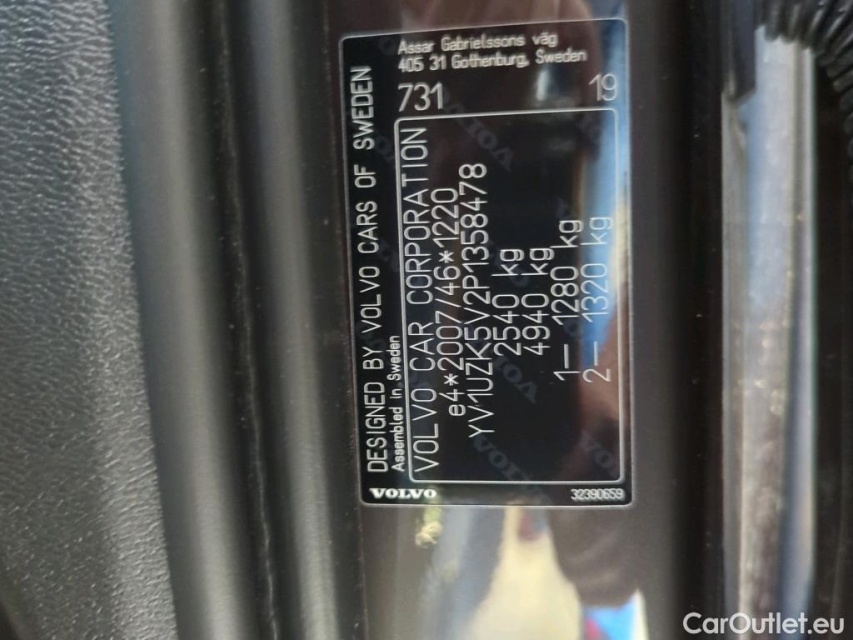 Assar Gabrielssons väg
405 31 Gothenburg, Sweden
731 19
DESIGNED BY VOLVO CARS OF SWEDEN
Assembled in Sweden
VOLVO CAR CORPORATION
e4*2007/46*1220
YV1UZK5V2P1358478
2540 kg
4940 kg
1– 1280 kg
2– 1320 kg
VOLVO
32390659
CarOutlet.eu